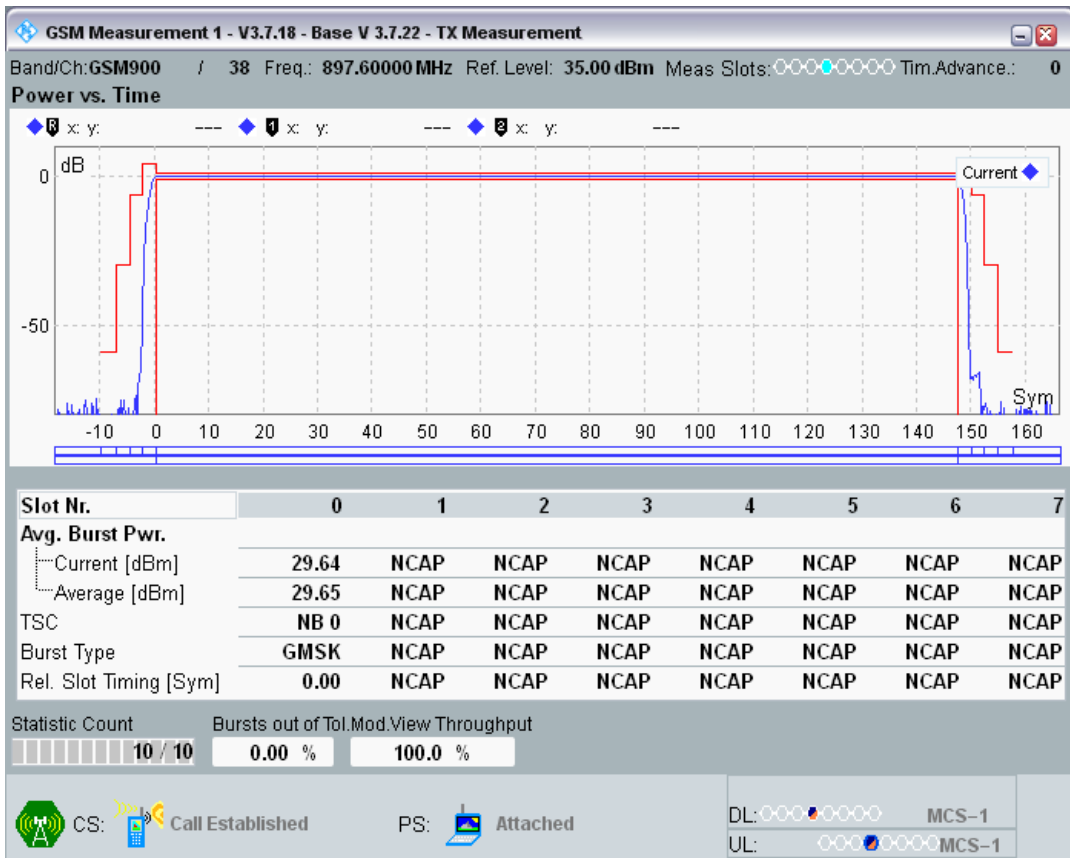 GSM Measurement 1 - V3.7.18 - Base V 3.7.22 - TX Measurement
Band/Ch:GSM900 / 38 Freq.: 897.60000 MHz Ref. Level: 35.00 dBm Meas Slots: Tim.Advance.: 0
Power vs. Time
R x: y: --- 1 x: y: --- 2 x: y: ---
dB
Current
0
-50
Sym
-10 0 10 20 30 40 50 60 70 80 90 100 110 120 130 140 150 160
Slot Nr. 0 1 2 3 4 5 6 7
Avg. Burst Pwr.
Current [dBm] 29.64 NCAP NCAP NCAP NCAP NCAP NCAP NCAP
Average [dBm] 29.65 NCAP NCAP NCAP NCAP NCAP NCAP NCAP
TSC NB 0 NCAP NCAP NCAP NCAP NCAP NCAP NCAP
Burst Type GMSK NCAP NCAP NCAP NCAP NCAP NCAP NCAP
Rel. Slot Timing [Sym] 0.00 NCAP NCAP NCAP NCAP NCAP NCAP NCAP
Statistic Count Bursts out of Tol. Mod.View Throughput
10 / 10 0.00 % 100.0 %
CS: Call Established PS: Attached
DL: MCS-1
UL: MCS-1